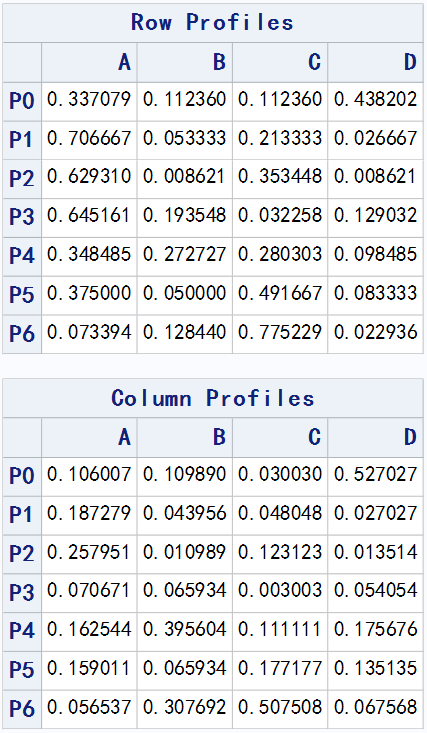 Row Profiles
A B C D
P0 0.337079 0.112360 0.112360 0.438202
P1 0.706667 0.053333 0.213333 0.026667
P2 0.629310 0.008621 0.353448 0.008621
P3 0.645161 0.193548 0.032258 0.129032
P4 0.348485 0.272727 0.280303 0.098485
P5 0.375000 0.050000 0.491667 0.083333
P6 0.073394 0.128440 0.775229 0.022936
Column Profiles
A B C D
P0 0.106007 0.109890 0.030030 0.527027
P1 0.187279 0.043956 0.048048 0.027027
P2 0.257951 0.010989 0.123123 0.013514
P3 0.070671 0.065934 0.003003 0.054054
P4 0.162544 0.395604 0.111111 0.175676
P5 0.159011 0.065934 0.177177 0.135135
P6 0.056537 0.307692 0.507508 0.067568